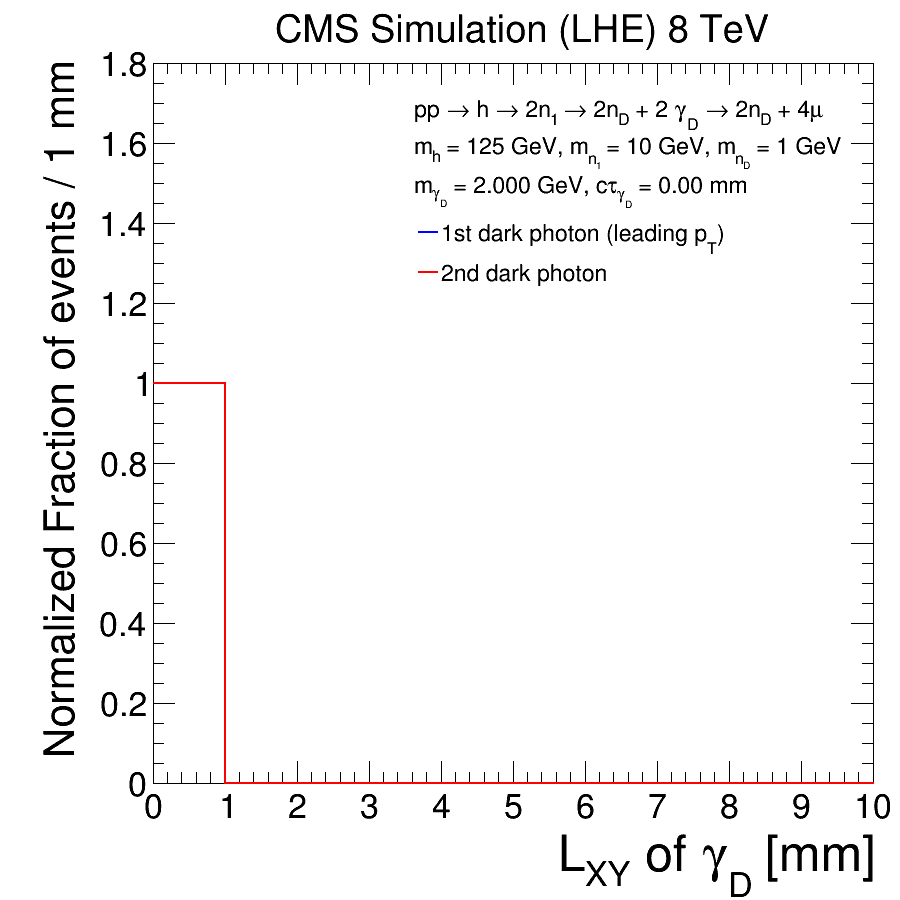 CMS Simulation (LHE) 8 TeV
Normalized Fraction of events / 1 mm
1.8
1.6
1.4
1.2
1
0.8
0.6
0.4
0.2
0
pp → h → 2n₁ → 2n_D + 2 γ_D → 2n_D + 4μ
m_h = 125 GeV, m_n₁ = 10 GeV, m_n_D = 1 GeV
m_γ_D = 2.000 GeV, cτ_γ_D = 0.00 mm
1st dark photon (leading p_T)
2nd dark photon
0 1 2 3 4 5 6 7 8 9 10
L_XY of γ_D [mm]